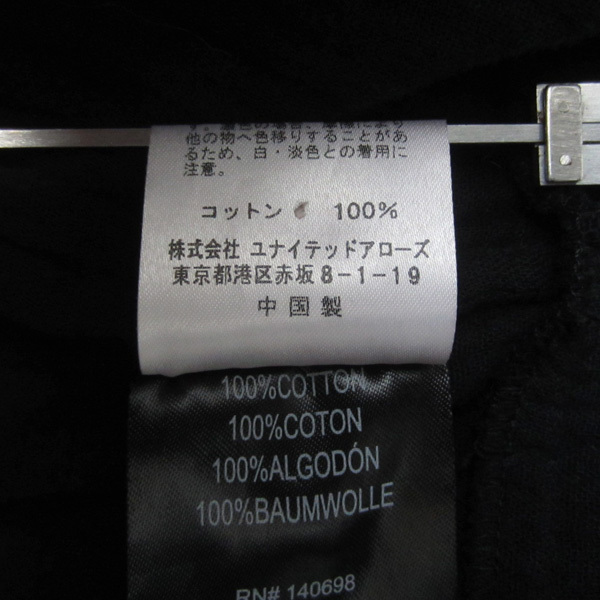 他の物へ色移りすることがあ
るため、白・淡色との着用に
注意。
コットン 100%
株式会社 ユナイテッドアローズ
東京都港区赤坂8-1-19
中国製
100%COTTON
100%COTON
100%ALGODÓN
100%BAUMWOLLE
RN# 140698